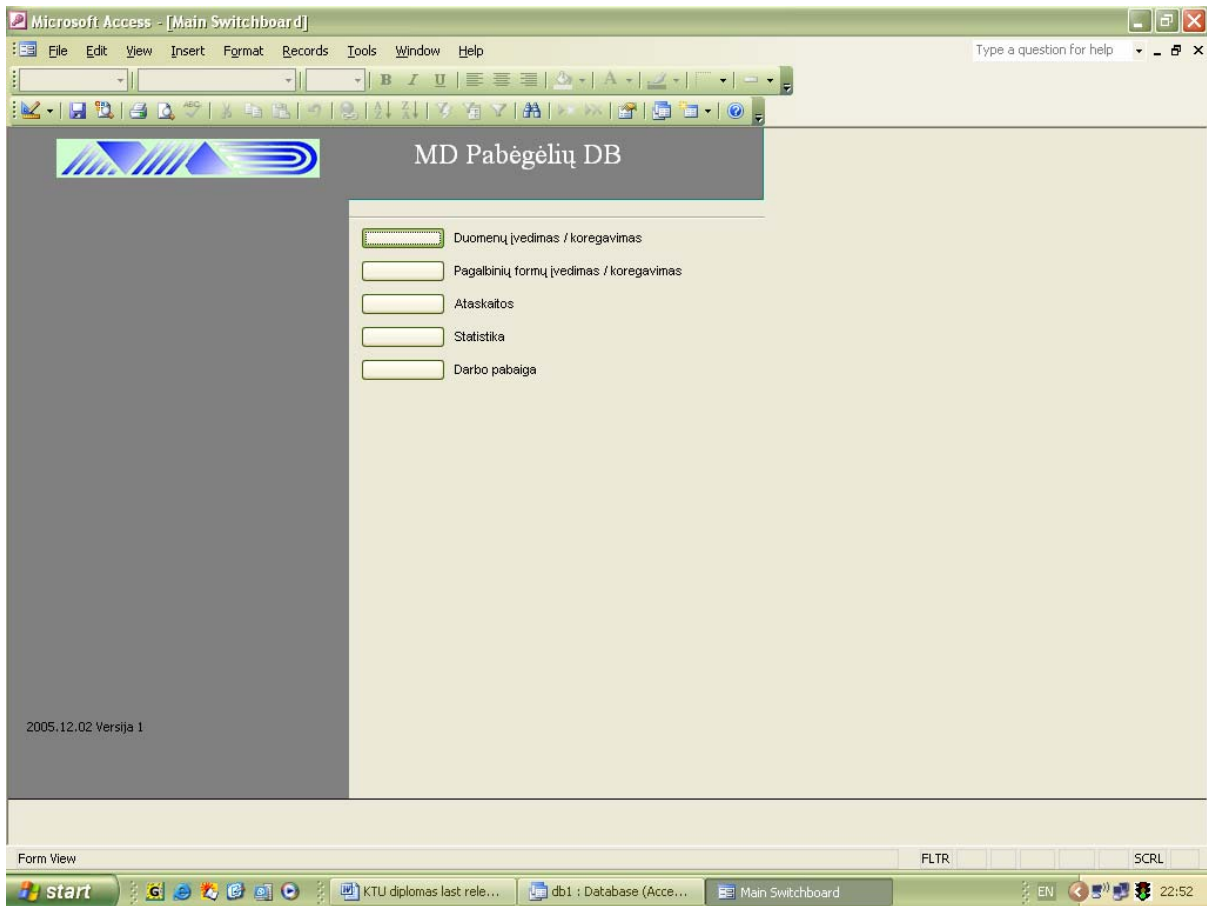 Microsoft Access - [Main Switchboard]
File Edit View Insert Format Records Tools Window Help Type a question for help
B I U A
MD Pabėgėlių DB
Duomenų įvedimas / koregavimas
Pagalbinių formų įvedimas / koregavimas
Ataskaitos
Statistika
Darbo pabaiga
2005.12.02 Versija 1
Form View FLTR SCRL
start KTU diplomas last rele... db1 : Database (Acce... Main Switchboard EN 22:52